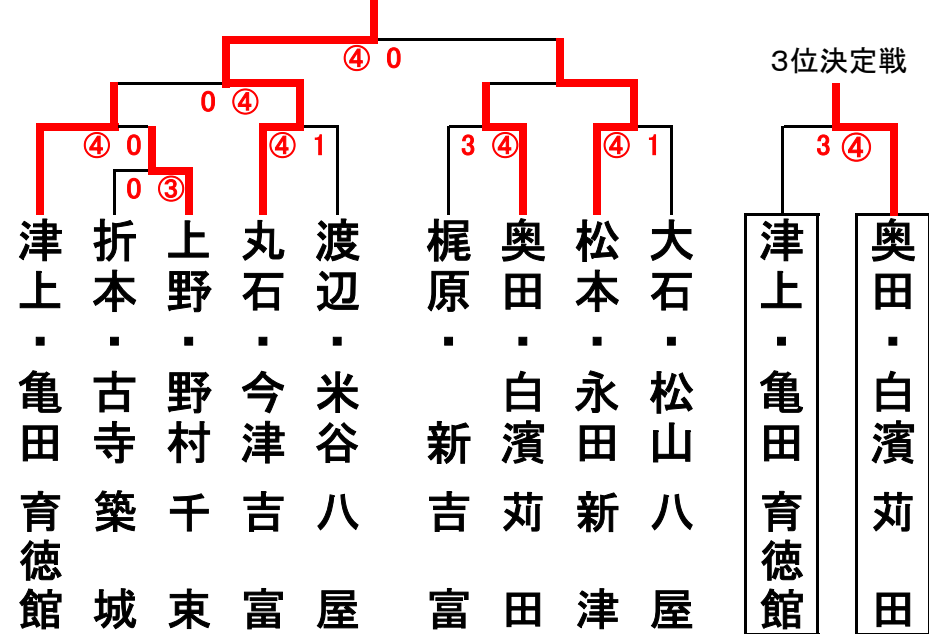 ④ 0
3位決定戦
0 ④
④ 0
④ 1
3 ④
④ 1
3 ④
0 ③
津上・亀田 育徳館
折本・古寺 築城
上野・野村 千束
丸石・今津 吉富
渡辺・米谷 八屋
梶原・新 吉富
奥田・白濱 苅田
松本・永田 新津
大石・松山 八屋
津上・亀田 育徳館
奥田・白濱 苅田